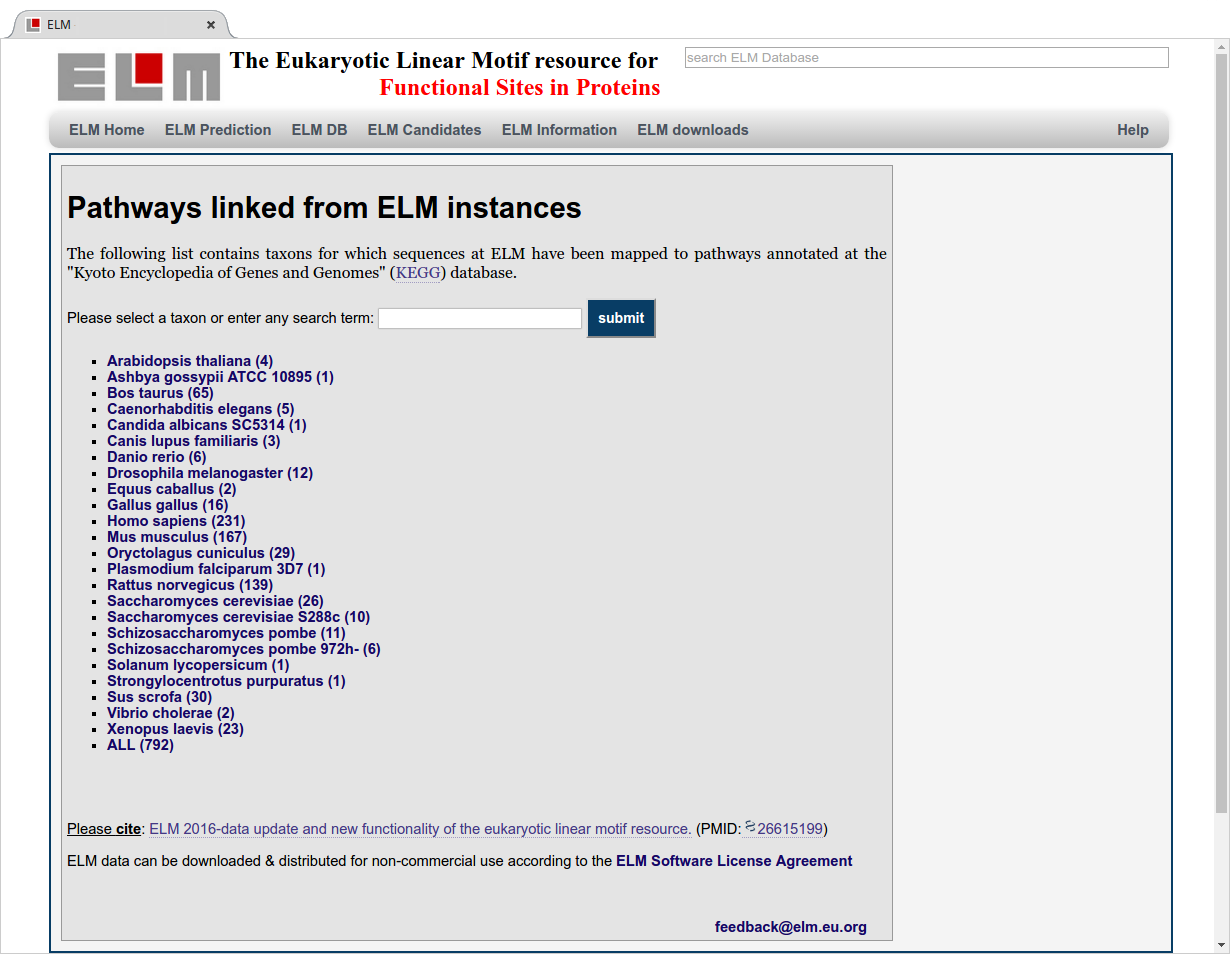 ELM
ELM
The Eukaryotic Linear Motif resource for
Functional Sites in Proteins
search ELM Database
ELM Home ELM Prediction ELM DB ELM Candidates ELM Information ELM downloads Help
Pathways linked from ELM instances
The following list contains taxons for which sequences at ELM have been mapped to pathways annotated at the
"Kyoto Encyclopedia of Genes and Genomes" (KEGG) database.
Please select a taxon or enter any search term: submit
Arabidopsis thaliana (4)
Ashbya gossypii ATCC 10895 (1)
Bos taurus (65)
Caenorhabditis elegans (5)
Candida albicans SC5314 (1)
Canis lupus familiaris (3)
Danio rerio (6)
Drosophila melanogaster (12)
Equus caballus (2)
Gallus gallus (16)
Homo sapiens (231)
Mus musculus (167)
Oryctolagus cuniculus (29)
Plasmodium falciparum 3D7 (1)
Rattus norvegicus (139)
Saccharomyces cerevisiae (26)
Saccharomyces cerevisiae S288c (10)
Schizosaccharomyces pombe (11)
Schizosaccharomyces pombe 972h- (6)
Solanum lycopersicum (1)
Strongylocentrotus purpuratus (1)
Sus scrofa (30)
Vibrio cholerae (2)
Xenopus laevis (23)
ALL (792)
Please cite: ELM 2016-data update and new functionality of the eukaryotic linear motif resource. (PMID: 26615199)
ELM data can be downloaded & distributed for non-commercial use according to the ELM Software License Agreement
feedback@elm.eu.org